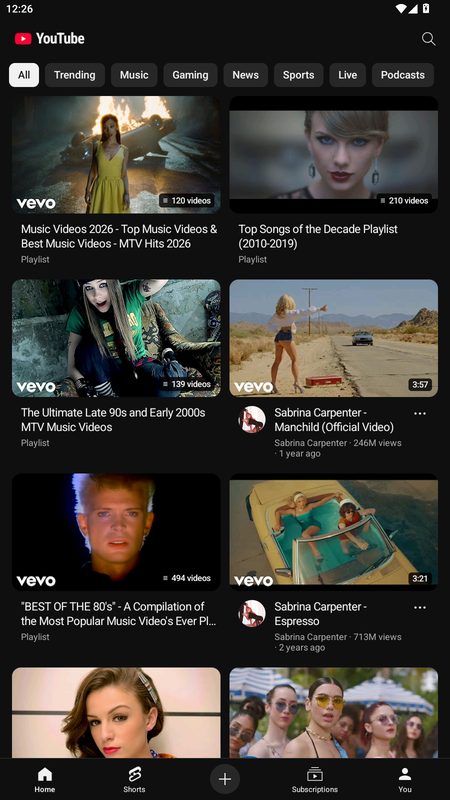 12:26
YouTube
All
Trending
Music
Gaming
News
Sports
Live
Podcasts
vevo
120 videos
210 videos
Music Videos 2026 - Top Music Videos &
Best Music Videos - MTV Hits 2026
Playlist
Top Songs of the Decade Playlist
(2010-2019)
Playlist
vevo
139 videos
vevo
3:57
The Ultimate Late 90s and Early 2000s
MTV Music Videos
Playlist
Sabrina Carpenter -
Manchild (Official Video)
Sabrina Carpenter · 246M views
· 1 year ago
vevo
494 videos
vevo
3:21
"BEST OF THE 80's" - A Compilation of
the Most Popular Music Video's Ever Pl...
Playlist
Sabrina Carpenter -
Espresso
Sabrina Carpenter · 713M views
· 2 years ago
Home
Shorts
Subscriptions
You